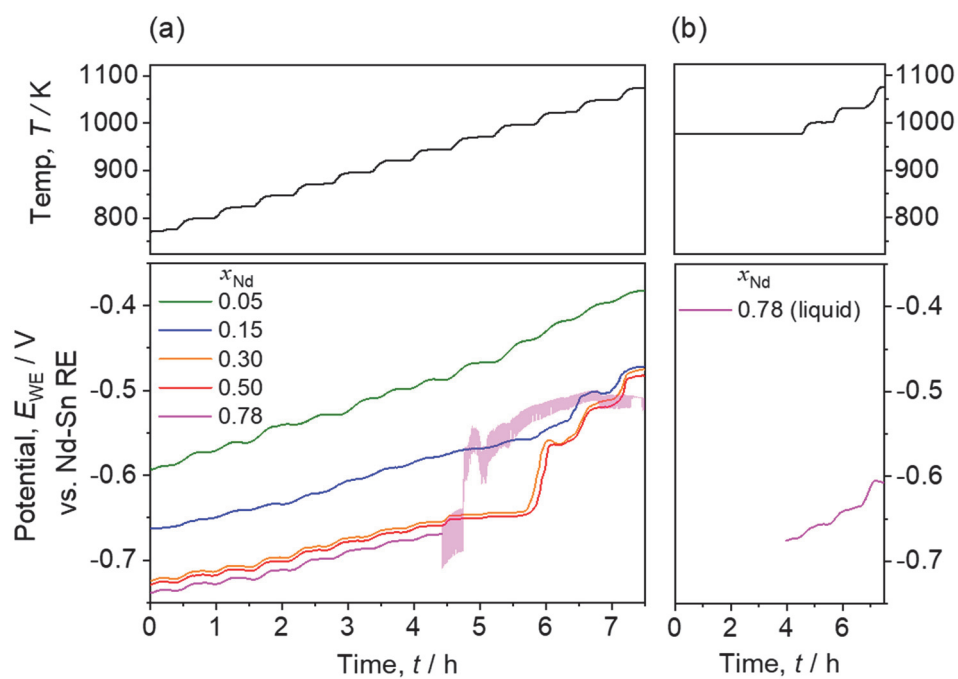 (a)
(b)
Temp, T / K
1100
1000
900
800
1100
1000
900
800
Potential, E_WE / V
vs. Nd-Sn RE
x_Nd
0.05
0.15
0.30
0.50
0.78
-0.4
-0.5
-0.6
-0.7
x_Nd
0.78 (liquid)
-0.4
-0.5
-0.6
-0.7
0 1 2 3 4 5 6 7
0 2 4 6
Time, t / h
Time, t / h